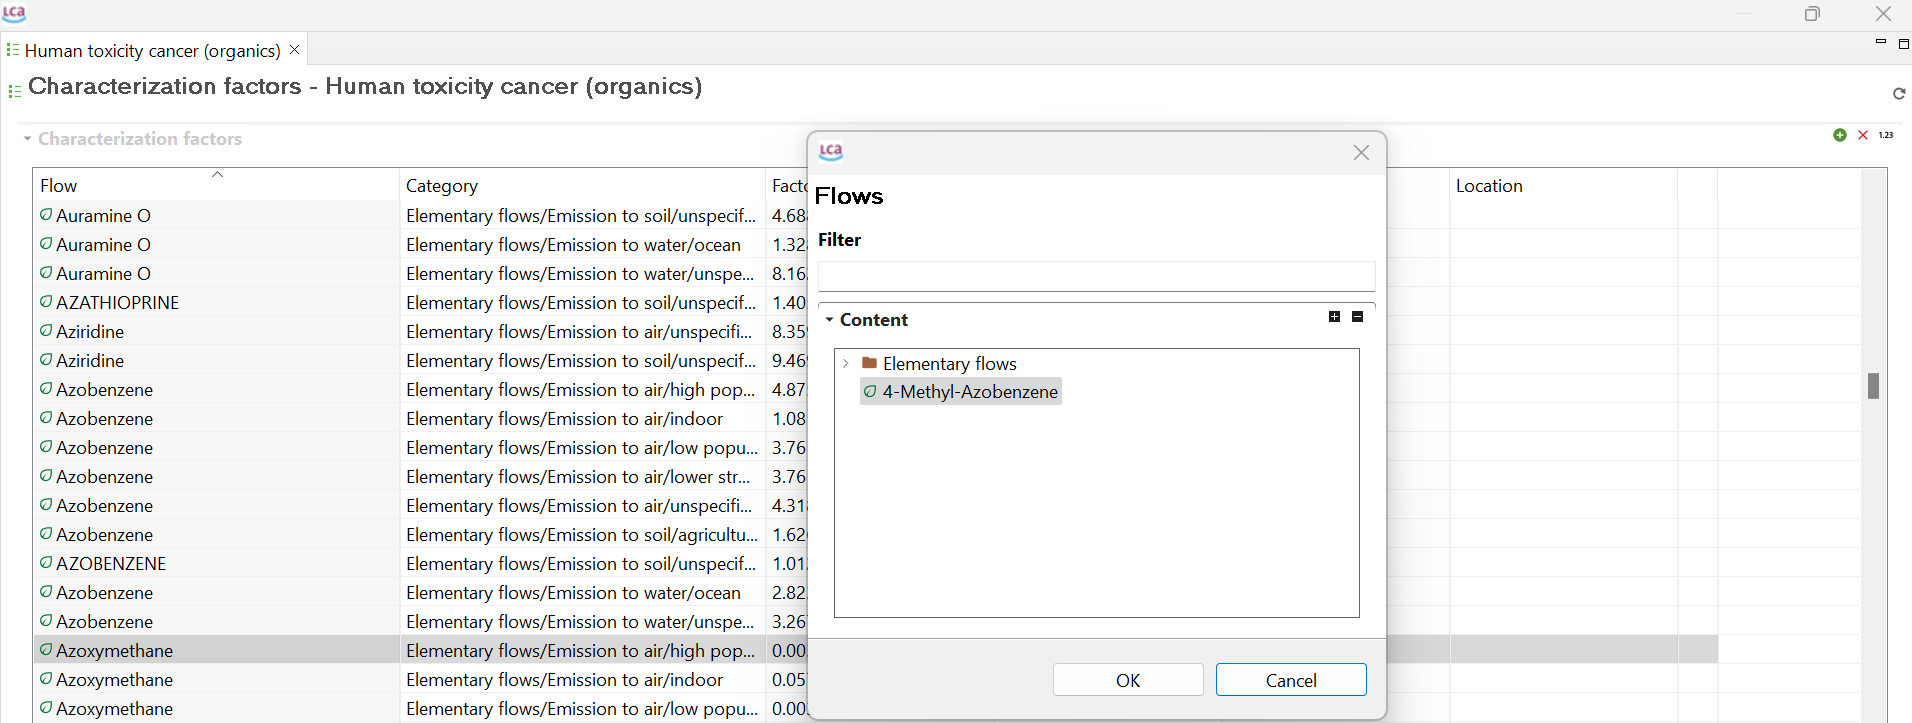 LCA
Human toxicity cancer (organics)
Characterization factors - Human toxicity cancer (organics)
Characterization factors
1.23
Flow Category Facto Location
Auramine O Elementary flows/Emission to soil/unspecif... 4.68
Auramine O Elementary flows/Emission to water/ocean 1.32
Auramine O Elementary flows/Emission to water/unspe... 8.16
AZATHIOPRINE Elementary flows/Emission to soil/unspecif... 1.40
Aziridine Elementary flows/Emission to air/unspecifi... 8.35
Aziridine Elementary flows/Emission to soil/unspecif... 9.46
Azobenzene Elementary flows/Emission to air/high pop... 4.87
Azobenzene Elementary flows/Emission to air/indoor 1.08
Azobenzene Elementary flows/Emission to air/low popu... 3.76
Azobenzene Elementary flows/Emission to air/lower str... 3.76
Azobenzene Elementary flows/Emission to air/unspecifi... 4.31
Azobenzene Elementary flows/Emission to soil/agricultu... 1.62
AZOBENZENE Elementary flows/Emission to soil/unspecif... 1.01
Azobenzene Elementary flows/Emission to water/ocean 2.82
Azobenzene Elementary flows/Emission to water/unspe... 3.26
Azoxymethane Elementary flows/Emission to air/high pop... 0.00
Azoxymethane Elementary flows/Emission to air/indoor 0.05
Azoxymethane Elementary flows/Emission to air/low popu... 0.00
LCA
Flows
Filter
Content
Elementary flows
4-Methyl-Azobenzene
OK Cancel